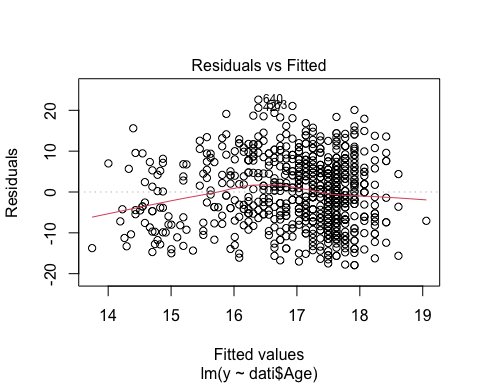 Residuals vs Fitted
640
Residuals
20
10
0
-10
-20
14 15 16 17 18 19
Fitted values
lm(y ~ dati$Age)